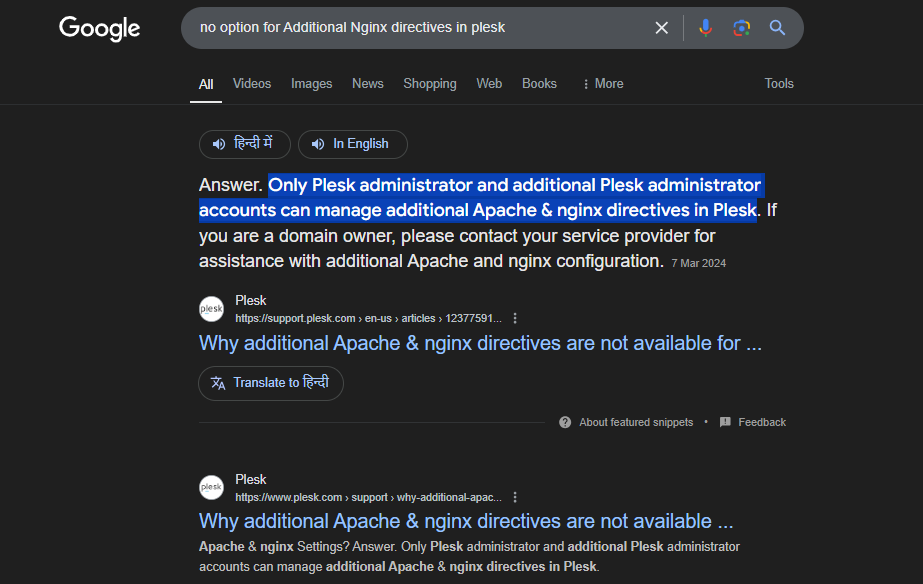 Google
no option for Additional Nginx directives in plesk
All Videos Images News Shopping Web Books More Tools
हिन्दी में In English
Answer. Only Plesk administrator and additional Plesk administrator
accounts can manage additional Apache & nginx directives in Plesk. If
you are a domain owner, please contact your service provider for
assistance with additional Apache and nginx configuration. 7 Mar 2024
plesk
Plesk
https://support.plesk.com › en-us › articles › 12377591...
Why additional Apache & nginx directives are not available for ...
Translate to हिन्दी
About featured snippets • Feedback
plesk
Plesk
https://www.plesk.com › support › why-additional-apac...
Why additional Apache & nginx directives are not available ...
Apache & nginx Settings? Answer. Only Plesk administrator and additional Plesk administrator
accounts can manage additional Apache & nginx directives in Plesk.